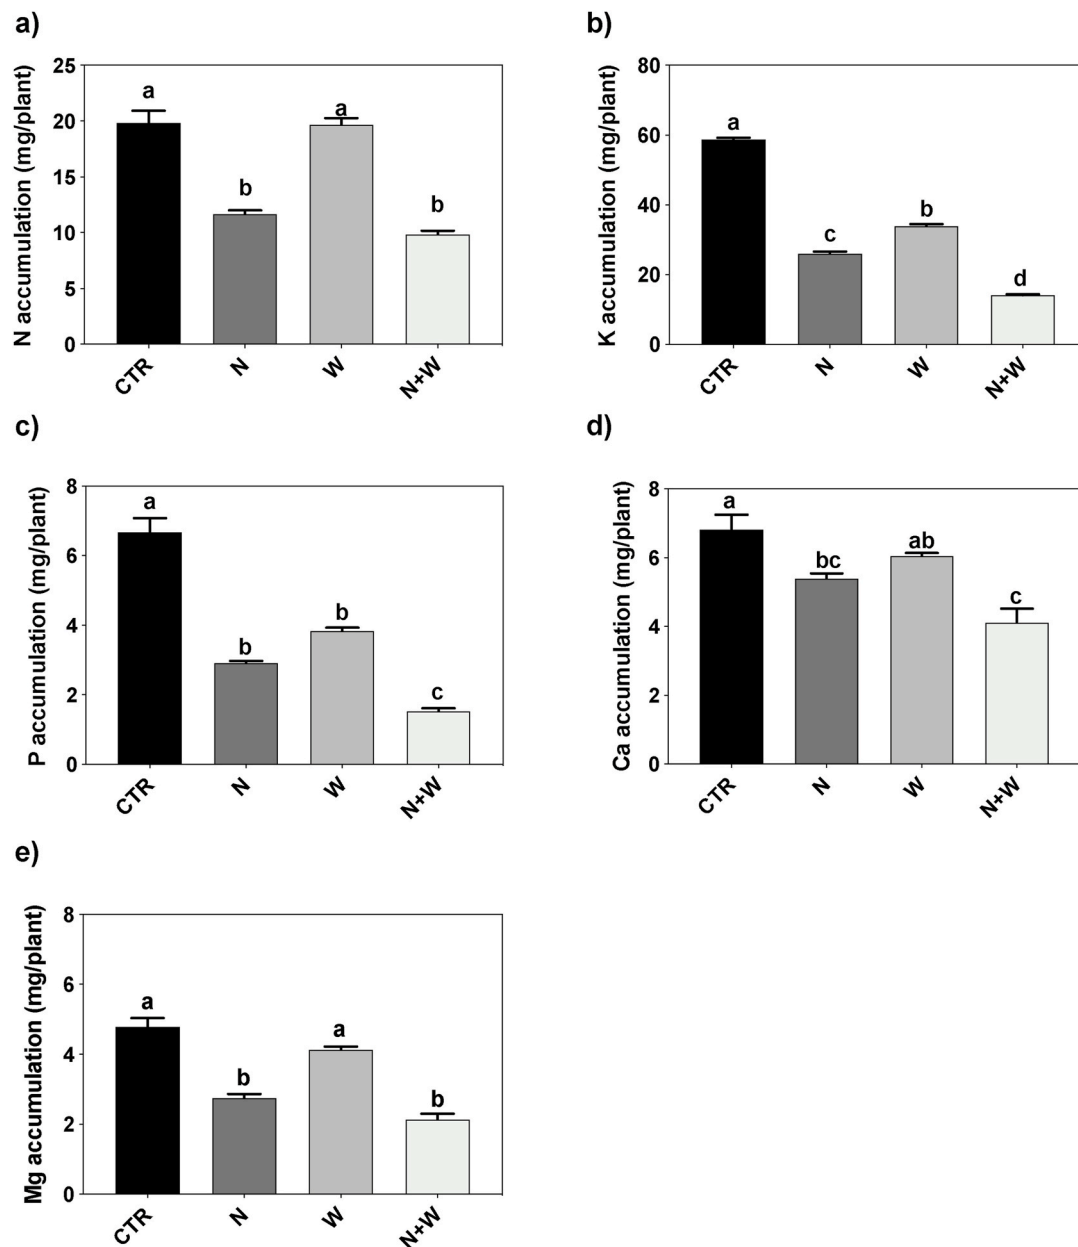 a)
N accumulation (mg/plant)
25
20
15
10
5
0
a
b
a
b
CTR
N
W
N+W
b)
K accumulation (mg/plant)
80
60
40
20
0
a
c
b
d
CTR
N
W
N+W
c)
P accumulation (mg/plant)
8
6
4
2
0
a
b
b
c
CTR
N
W
N+W
d)
Ca accumulation (mg/plant)
8
6
4
2
0
a
bc
ab
c
CTR
N
W
N+W
e)
Mg accumulation (mg/plant)
8
6
4
2
0
a
b
a
b
CTR
N
W
N+W